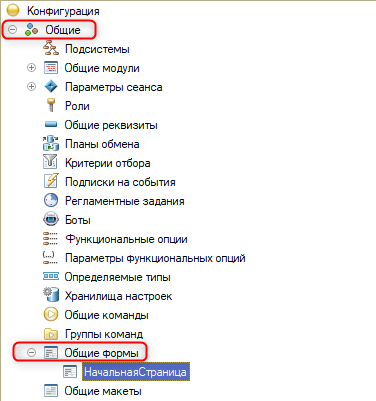 Конфигурация
Общие
Подсистемы
Общие модули
Параметры сеанса
Роли
Общие реквизиты
Планы обмена
Критерии отбора
Подписки на события
Регламентные задания
Боты
Функциональные опции
Параметры функциональных опций
Определяемые типы
Хранилища настроек
Общие команды
Группы команд
Общие формы
НачальнаяСтраница
Общие макеты